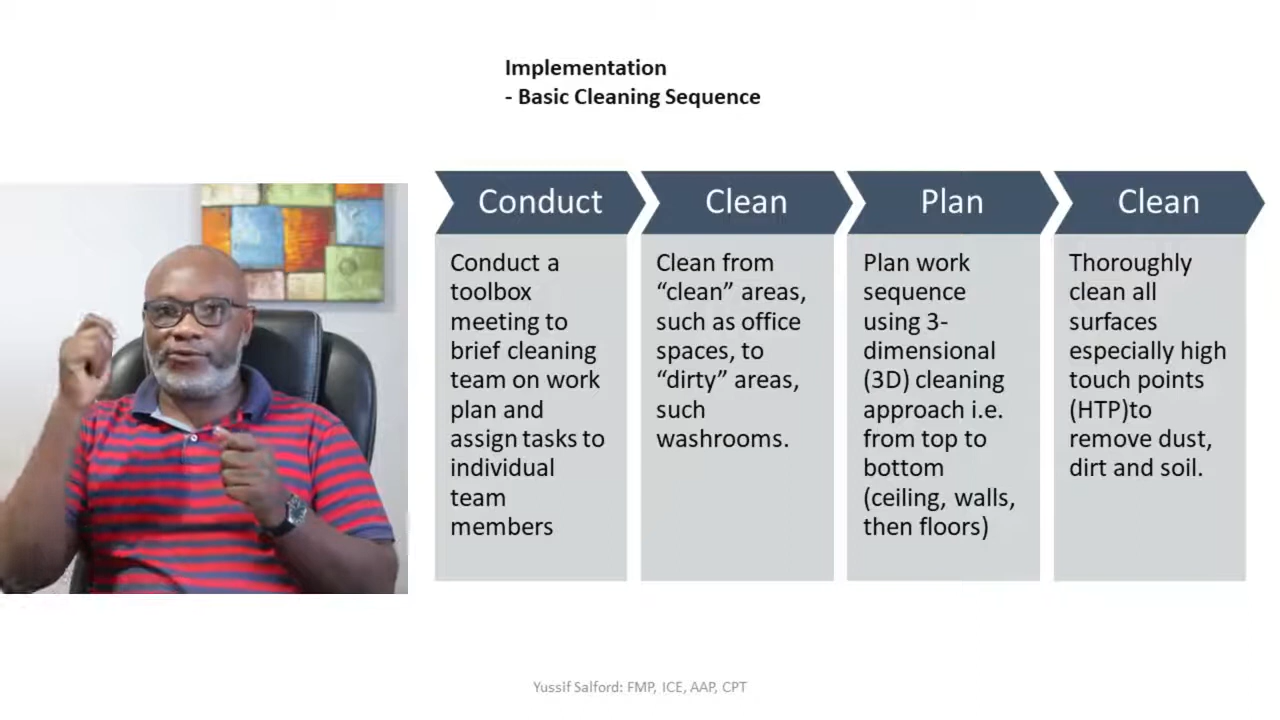 Implementation
- Basic Cleaning Sequence
Conduct
Conduct a
toolbox
meeting to
brief cleaning
team on work
plan and
assign tasks to
individual
team
members
Clean
Clean from
“clean” areas,
such as office
spaces, to
“dirty” areas,
such
washrooms.
Plan
Plan work
sequence
using 3-
dimensional
(3D) cleaning
approach i.e.
from top to
bottom
(ceiling, walls,
then floors)
Clean
Thoroughly
clean all
surfaces
especially high
touch points
(HTP)to
remove dust,
dirt and soil.
Yussif Salford: FMP, ICE, AAP, CPT